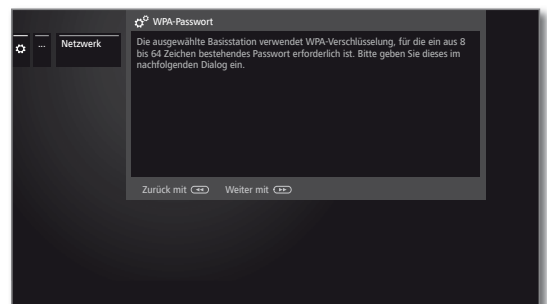 WPA-Passwort
... Netzwerk
Die ausgewählte Basisstation verwendet WPA-Verschlüsselung, für die ein aus 8
bis 64 Zeichen bestehendes Passwort erforderlich ist. Bitte geben Sie dieses im
nachfolgenden Dialog ein.
Zurück mit Weiter mit